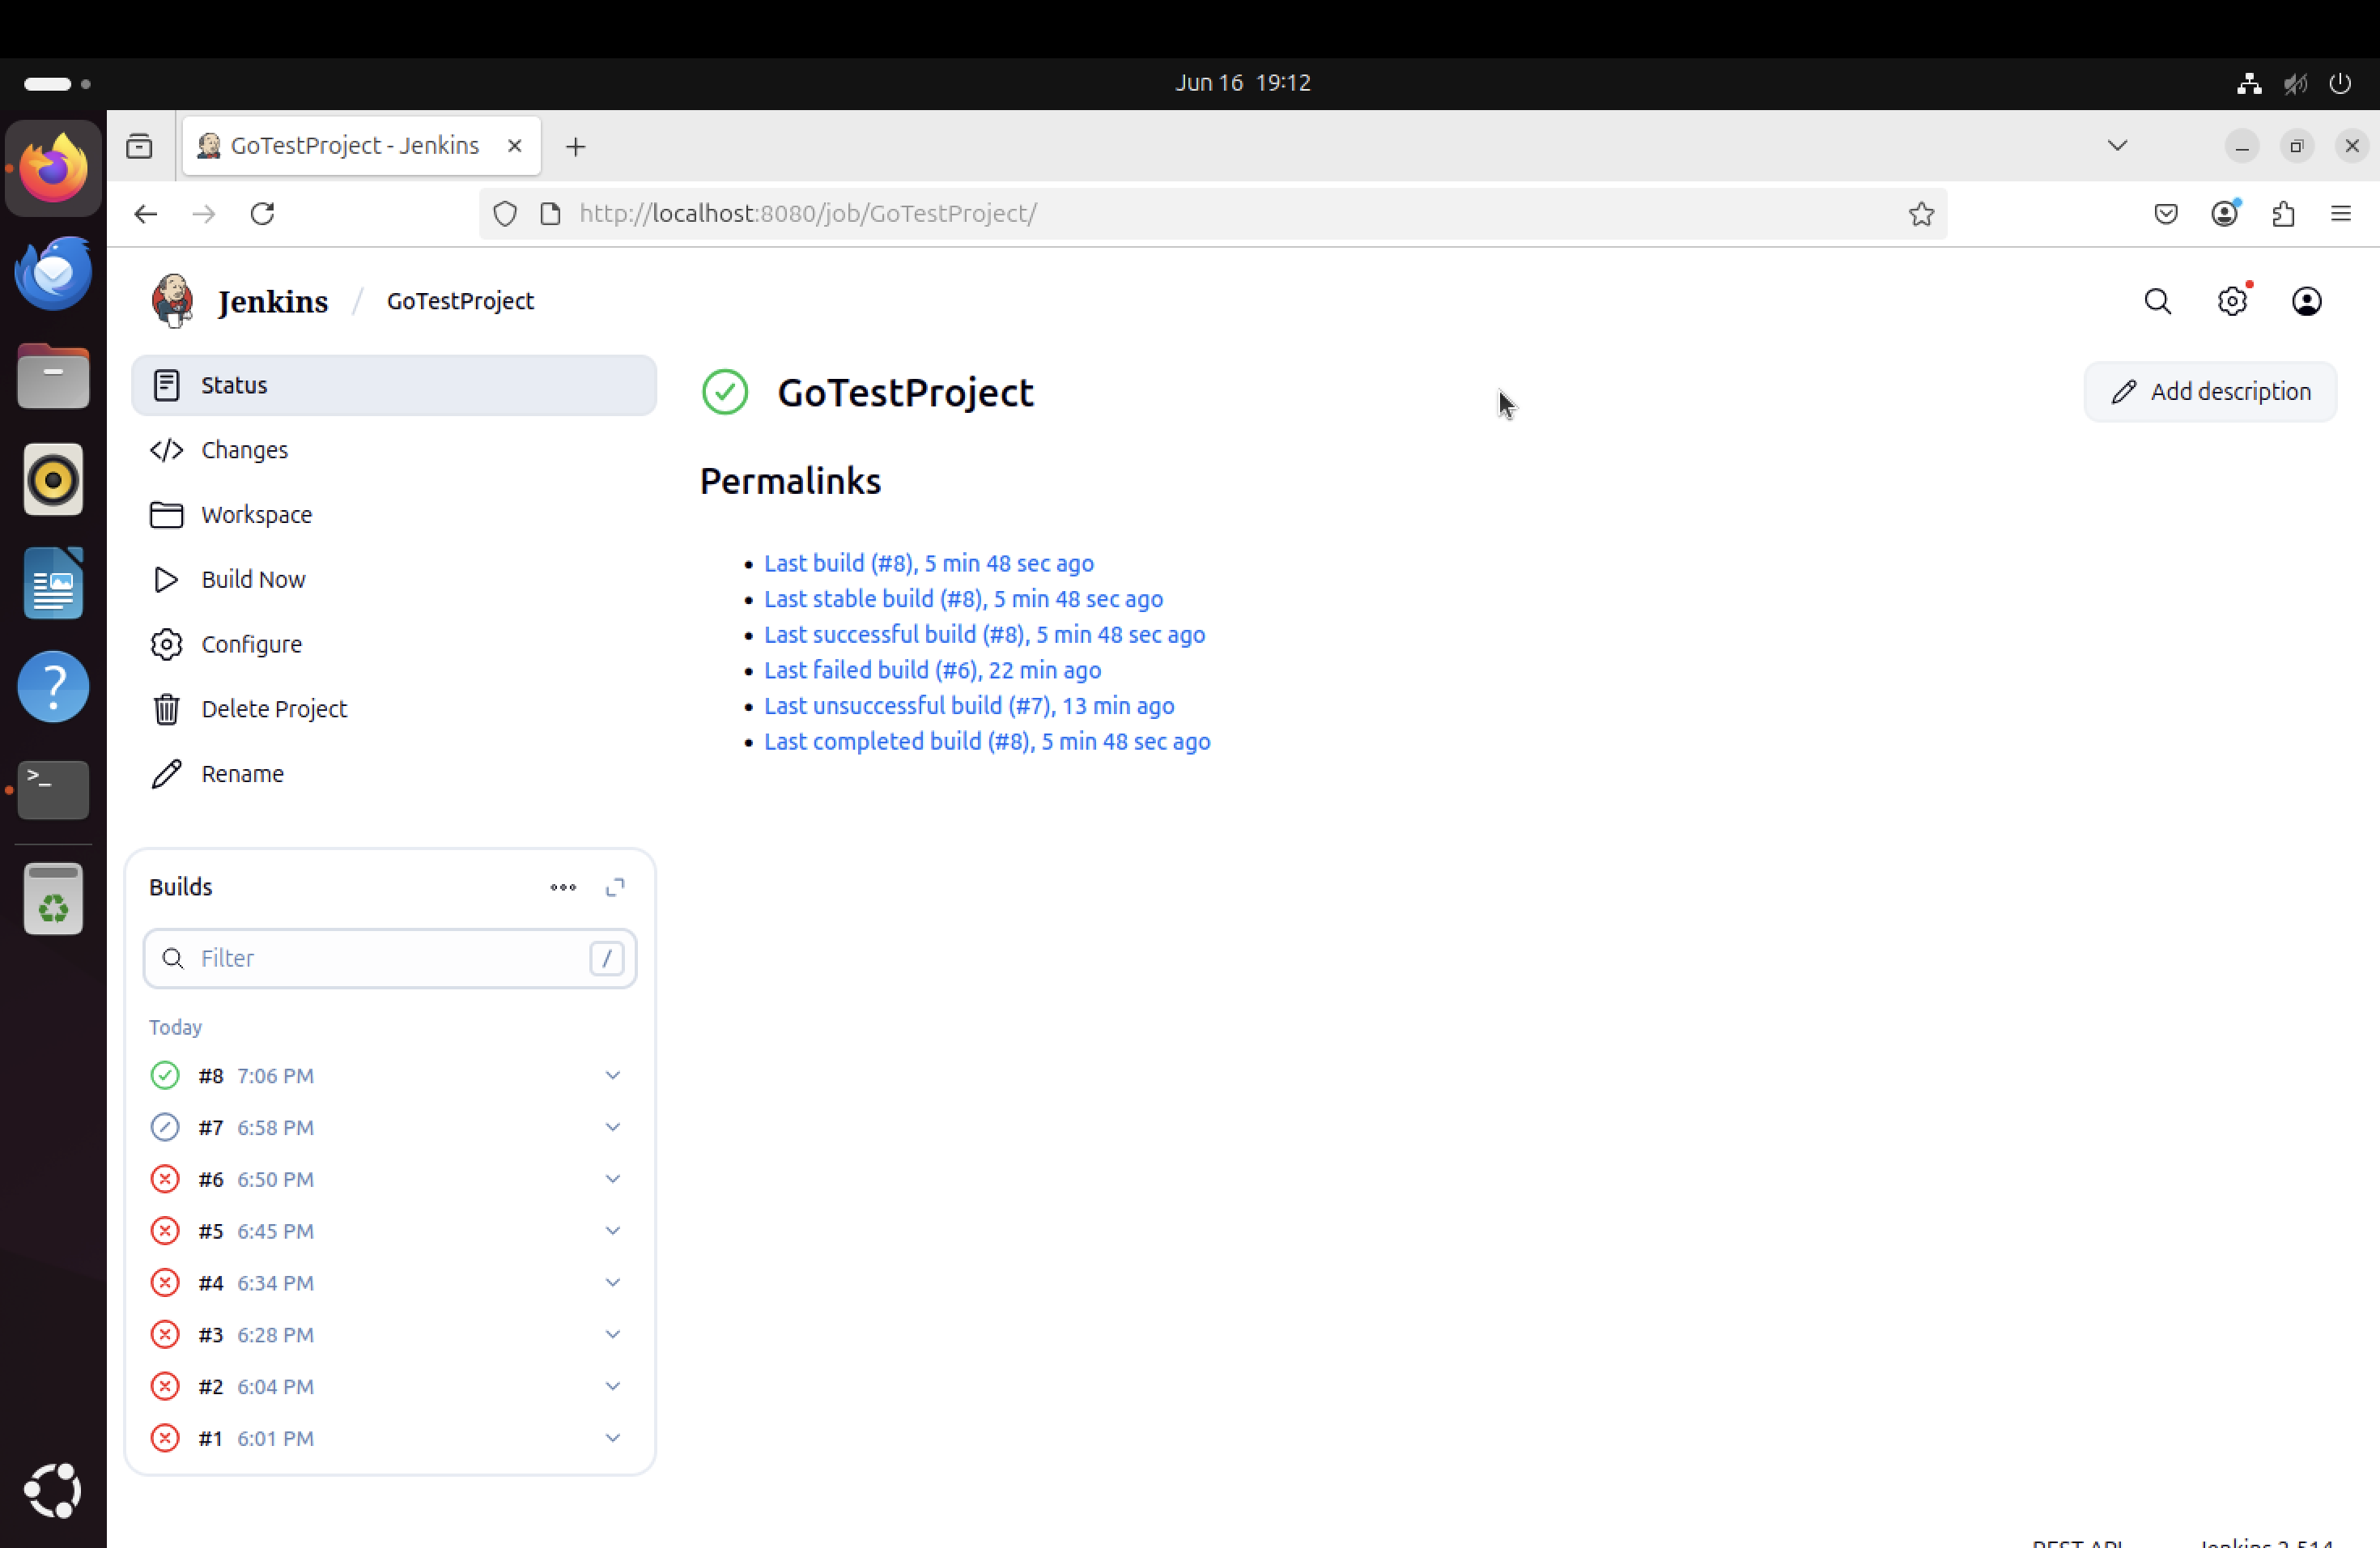 Jun 16 19:12
GoTestProject - Jenkins
http://localhost:8080/job/GoTestProject/
Jenkins / GoTestProject
Status
Changes
Workspace
Build Now
Configure
Delete Project
Rename
Builds
Filter /
Today
#8 7:06 PM
#7 6:58 PM
#6 6:50 PM
#5 6:45 PM
#4 6:34 PM
#3 6:28 PM
#2 6:04 PM
#1 6:01 PM
GoTestProject
Add description
Permalinks
Last build (#8), 5 min 48 sec ago
Last stable build (#8), 5 min 48 sec ago
Last successful build (#8), 5 min 48 sec ago
Last failed build (#6), 22 min ago
Last unsuccessful build (#7), 13 min ago
Last completed build (#8), 5 min 48 sec ago
REST API
Jenkins 2.514